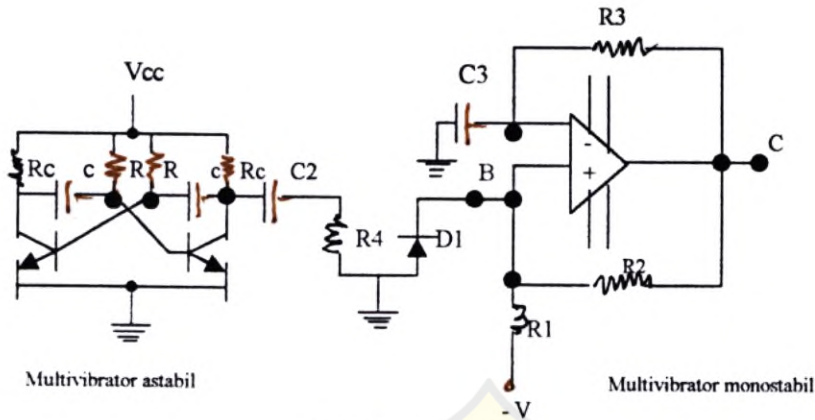 R3
Vcc
C3
C
Rc c R R c Rc C2
B
R4
D1
-
+
R2
R1
- V
Multivibrator astabil
Multivibrator monostabil